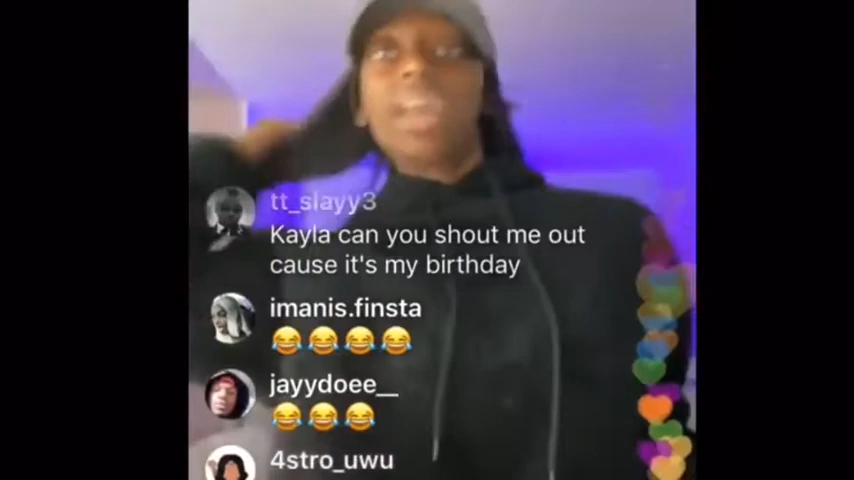 tt_slayy3
Kayla can you shout me out
cause it's my birthday
imanis.finsta
😂😂😂😂
jayydoee__
😂😂😂
4stro_uwu